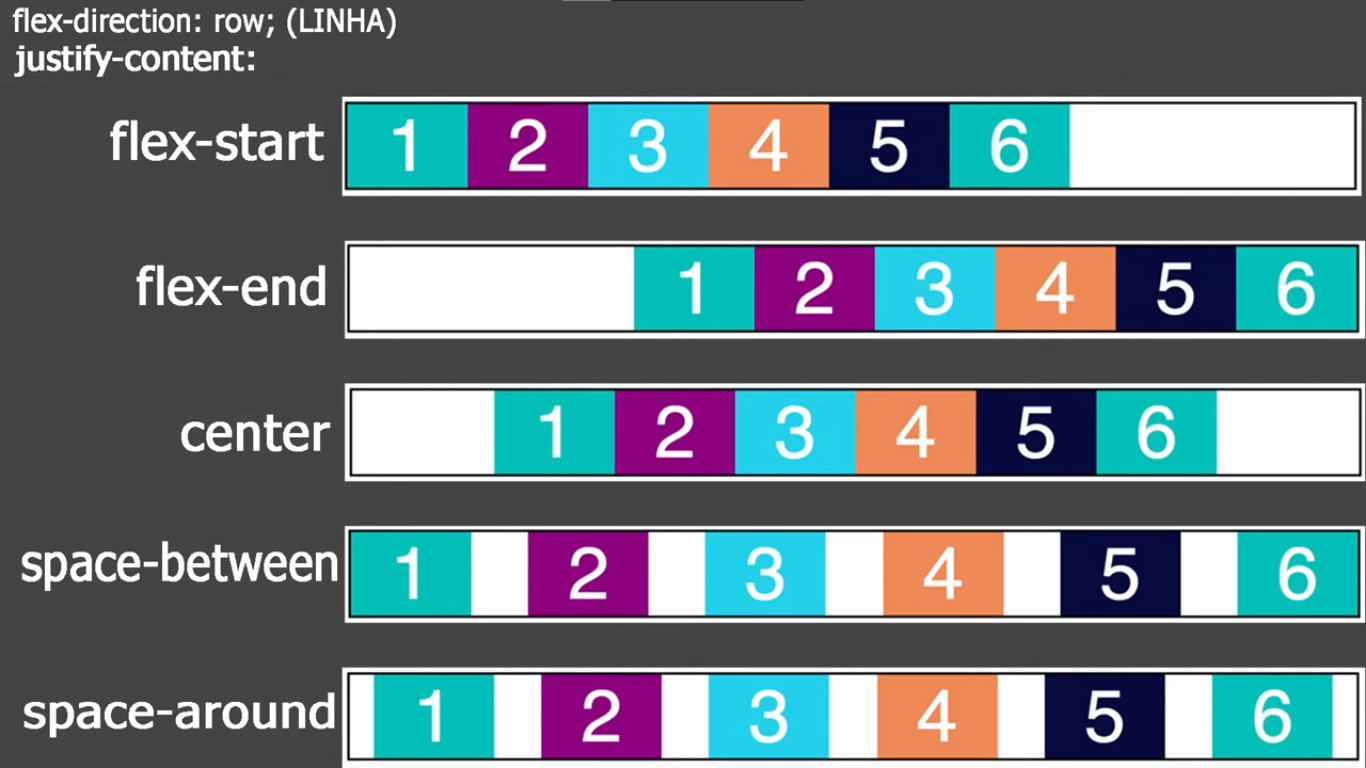 flex-direction: row; (LINHA)
justify-content:
flex-start 1 2 3 4 5 6
flex-end 1 2 3 4 5 6
center 1 2 3 4 5 6
space-between 1 2 3 4 5 6
space-around 1 2 3 4 5 6